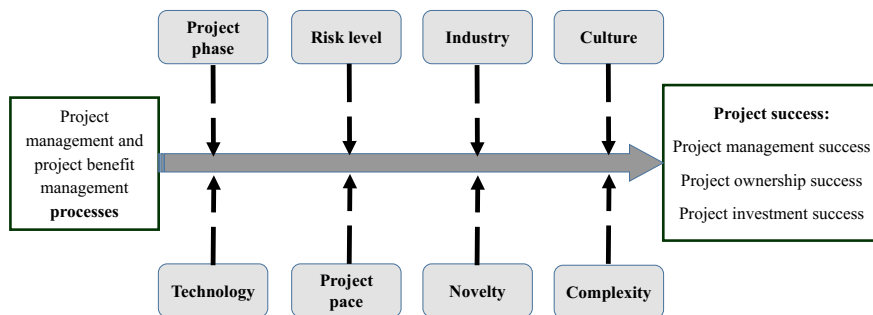 Project
phase
Risk level
Industry
Culture
Project
management and
project benefit
management
processes
Project success:
Project management success
Project ownership success
Project investment success
Technology
Project
pace
Novelty
Complexity